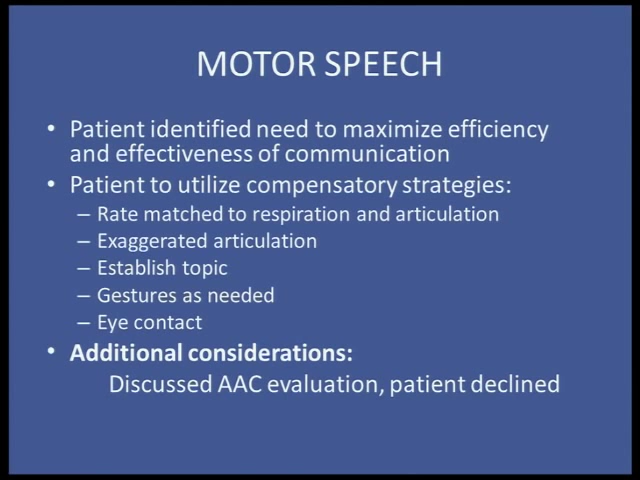 MOTOR SPEECH
• Patient identified need to maximize efficiency
and effectiveness of communication
• Patient to utilize compensatory strategies:
– Rate matched to respiration and articulation
– Exaggerated articulation
– Establish topic
– Gestures as needed
– Eye contact
• Additional considerations:
Discussed AAC evaluation, patient declined